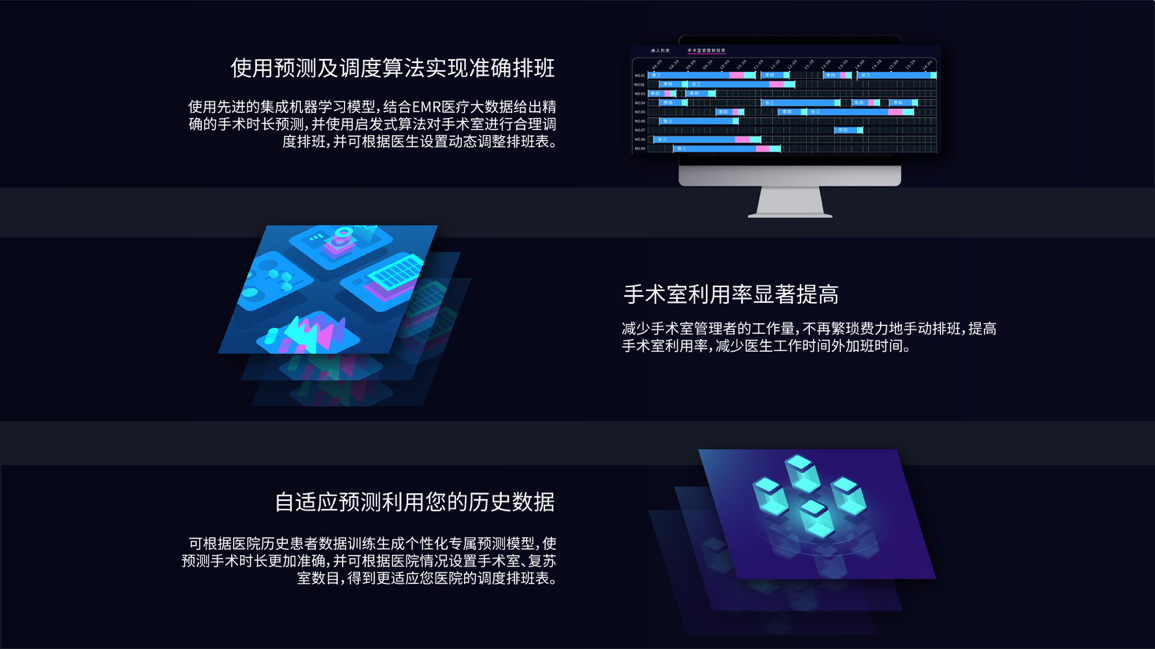 使用预测及调度算法实现准确排班
使用先进的集成机器学习模型，结合EMR医疗大数据给出精
确的手术时长预测，并使用启发式算法对手术室进行合理调
度排班，并可根据医生设置动态调整排班表。
病人列表 手术室调度排班表
手术室利用率显著提高
减少手术室管理者的工作量，不再繁琐费力地手动排班，提高
手术室利用率，减少医生工作时间外加班时间。
自适应预测利用您的历史数据
可根据医院历史患者数据训练生成个性化专属预测模型，使
预测手术时长更加准确，并可根据医院情况设置手术室、复苏
室数目，得到更适应您医院的调度排班表。